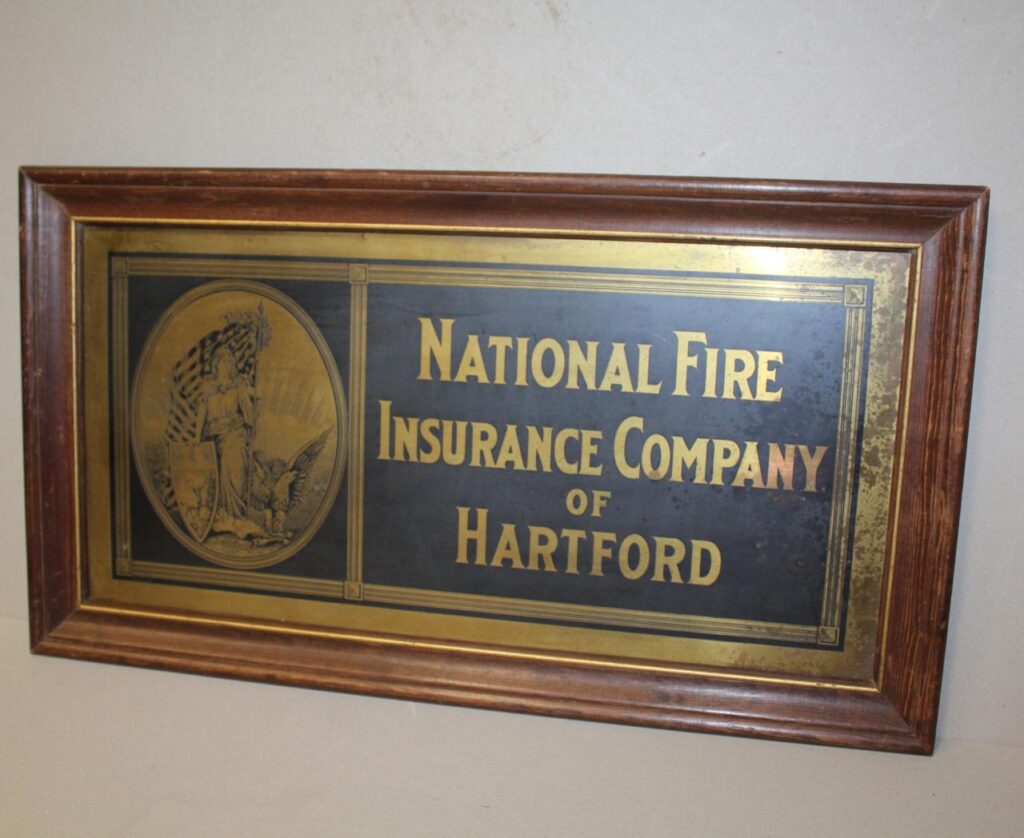 NATIONAL FIRE
INSURANCE COMPANY
OF
HARTFORD